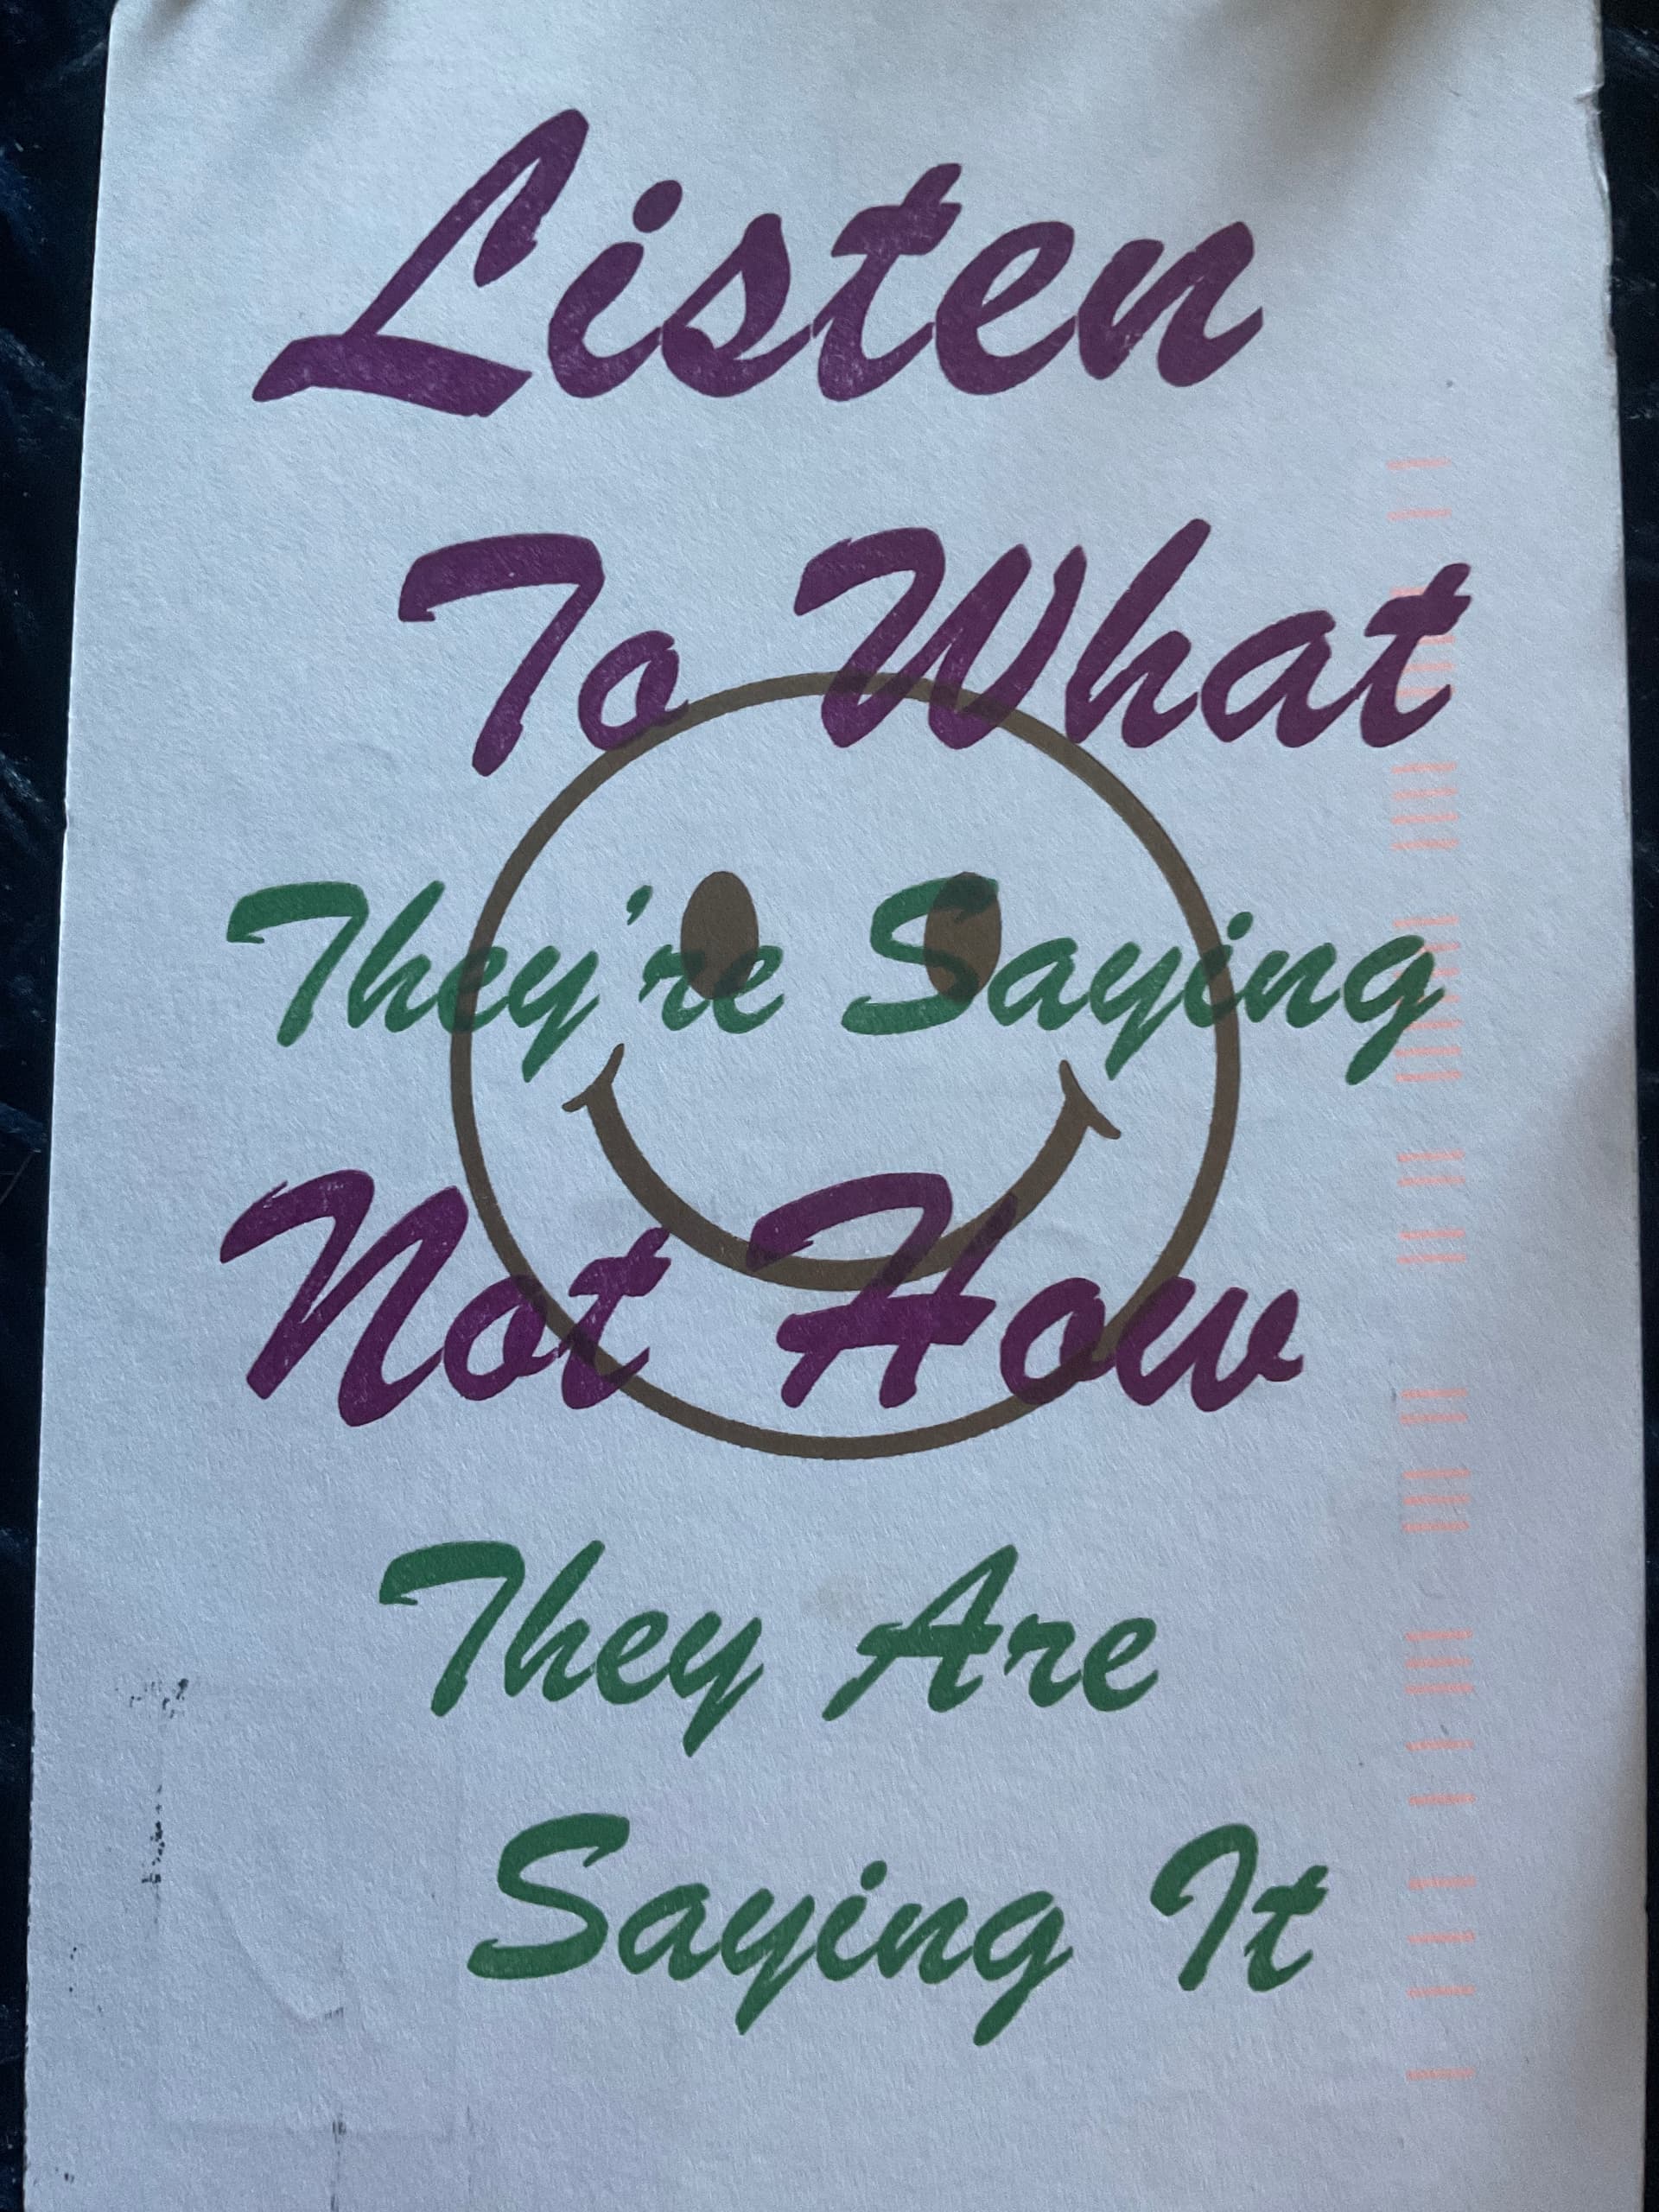 Listen
To What
They're Saying
Not How
They Are
Saying It